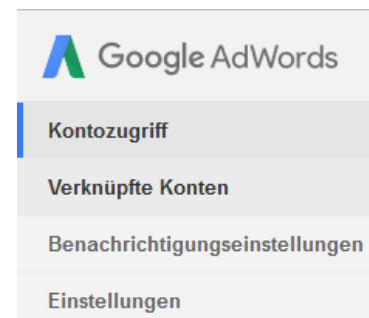 Google AdWords
Kontozugriff
Verknüpfte Konten
Benachrichtigungseinstellungen
Einstellungen